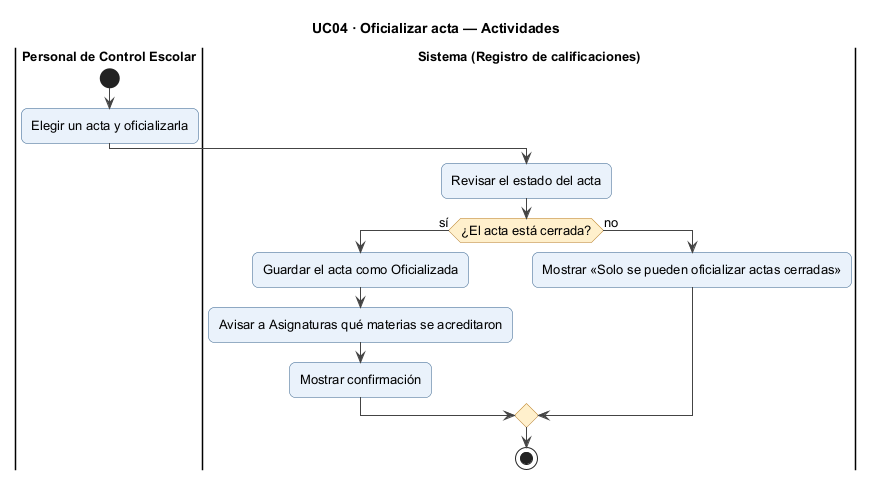 UC04 · Oficializar acta — Actividades
Personal de Control Escolar
Sistema (Registro de calificaciones)
Elegir un acta y oficializarla
Revisar el estado del acta
¿El acta está cerrada?
sí
no
Guardar el acta como Oficializada
Mostrar «Solo se pueden oficializar actas cerradas»
Avisar a Asignaturas qué materias se acreditaron
Mostrar confirmación